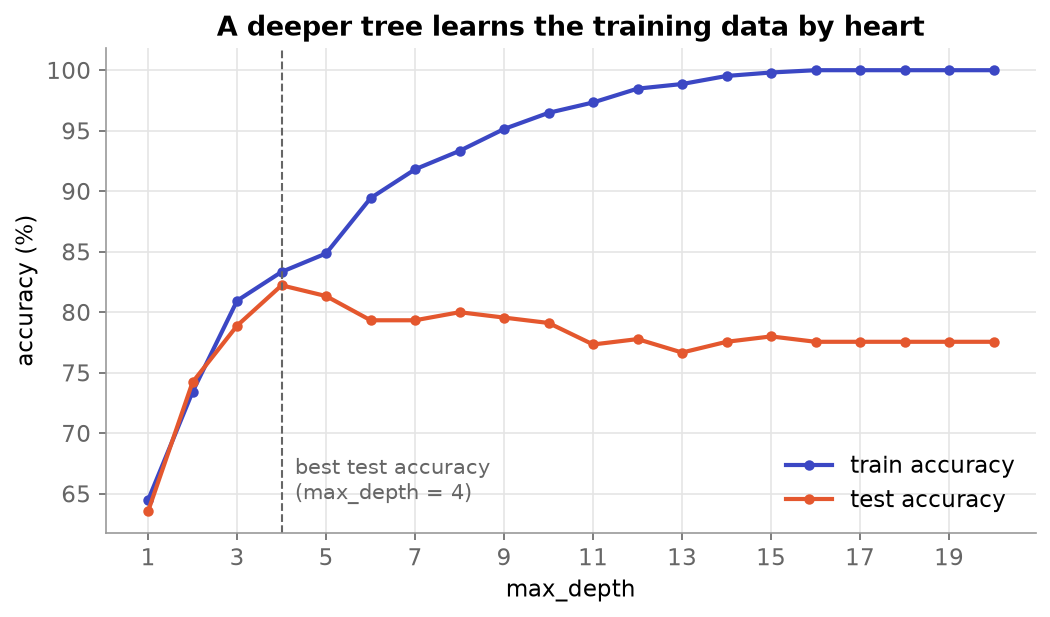 A deeper tree learns the training data by heart
accuracy (%)
100
95
90
85
80
75
70
65
best test accuracy
(max_depth = 4)
train accuracy
test accuracy
1 3 5 7 9 11 13 15 17 19
max_depth